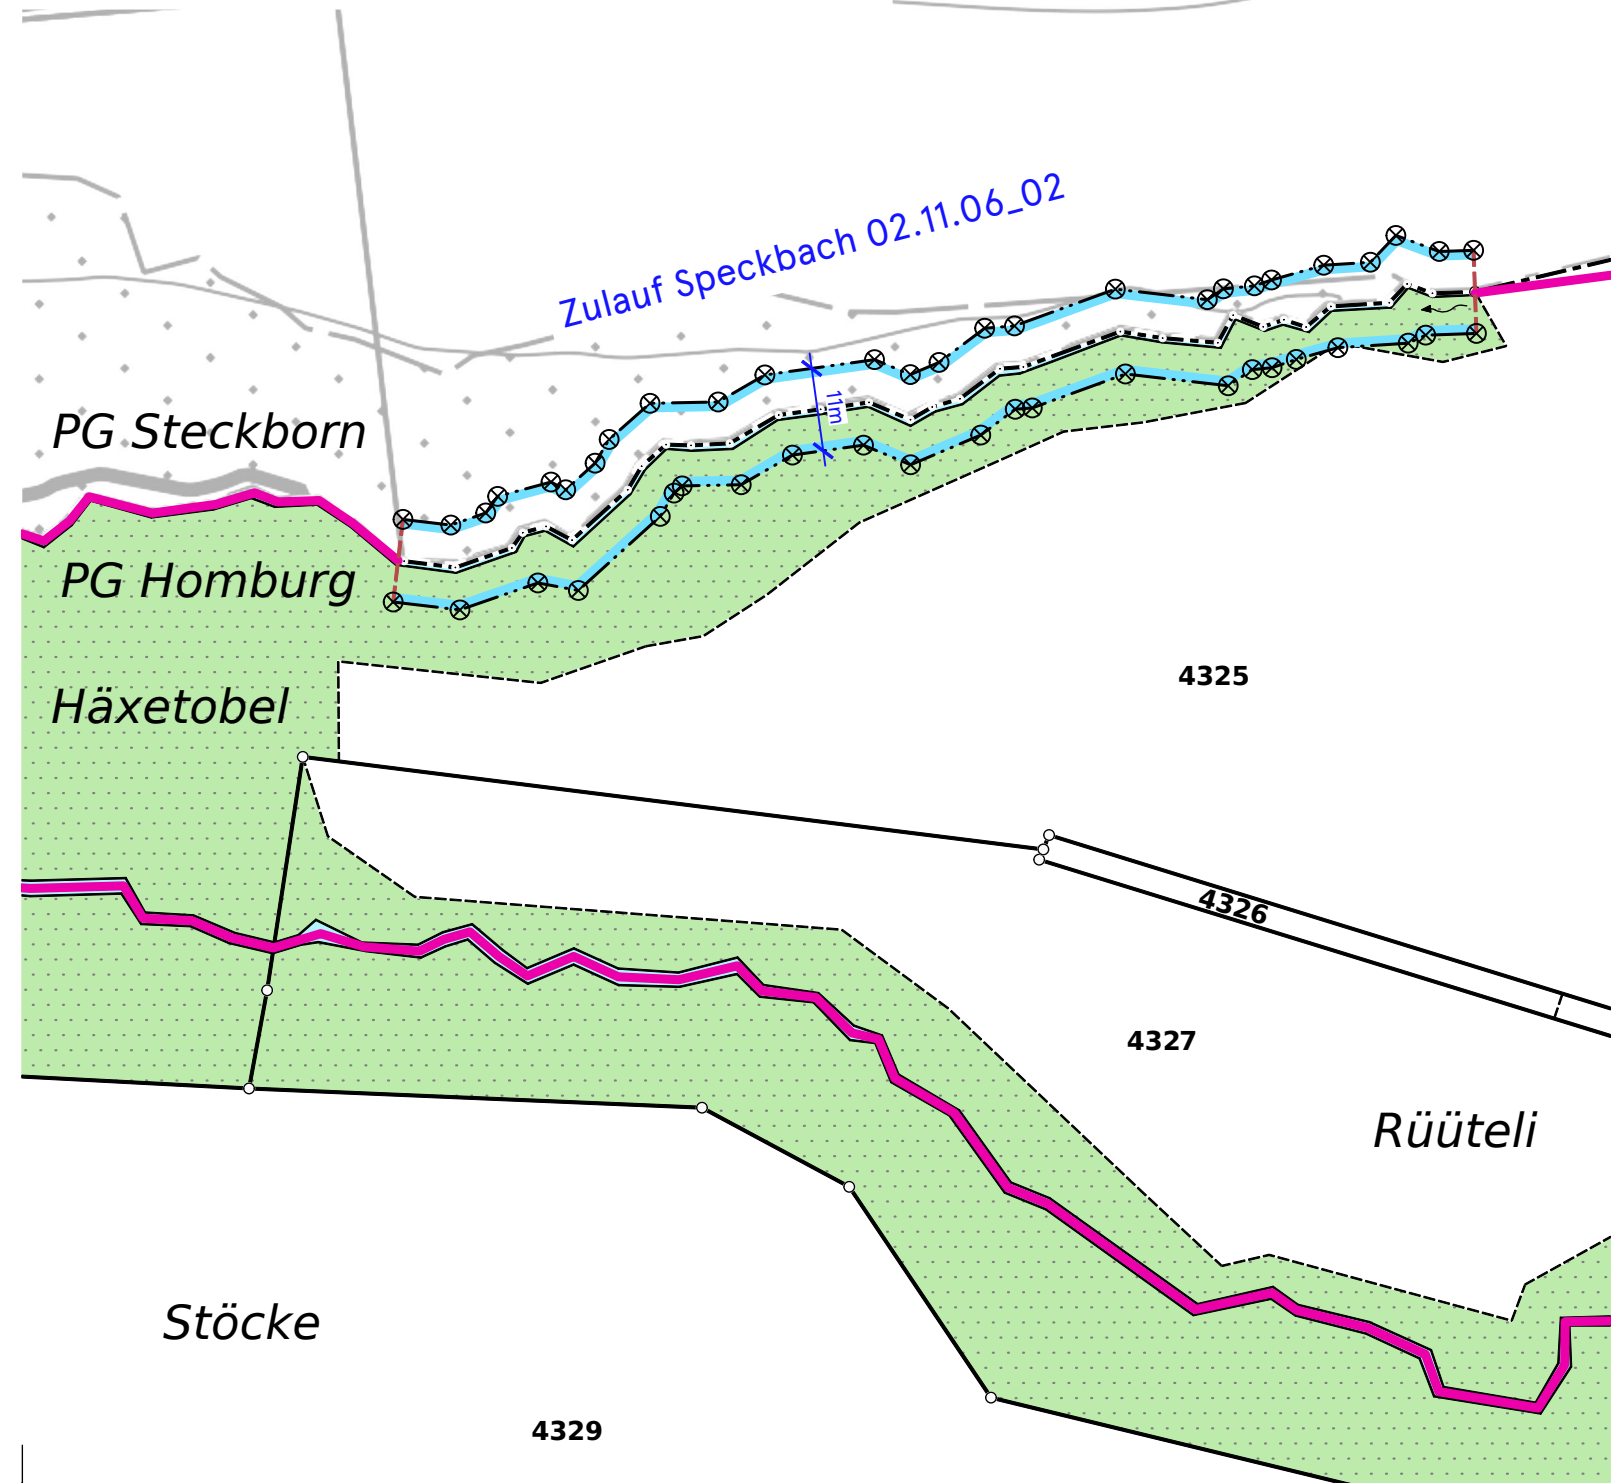 Zulauf Speckbach 02.11.06_02
11m
PG Steckborn
PG Homburg
Häxetobel
4325
4326
4327
Rüüteli
Stöcke
4329